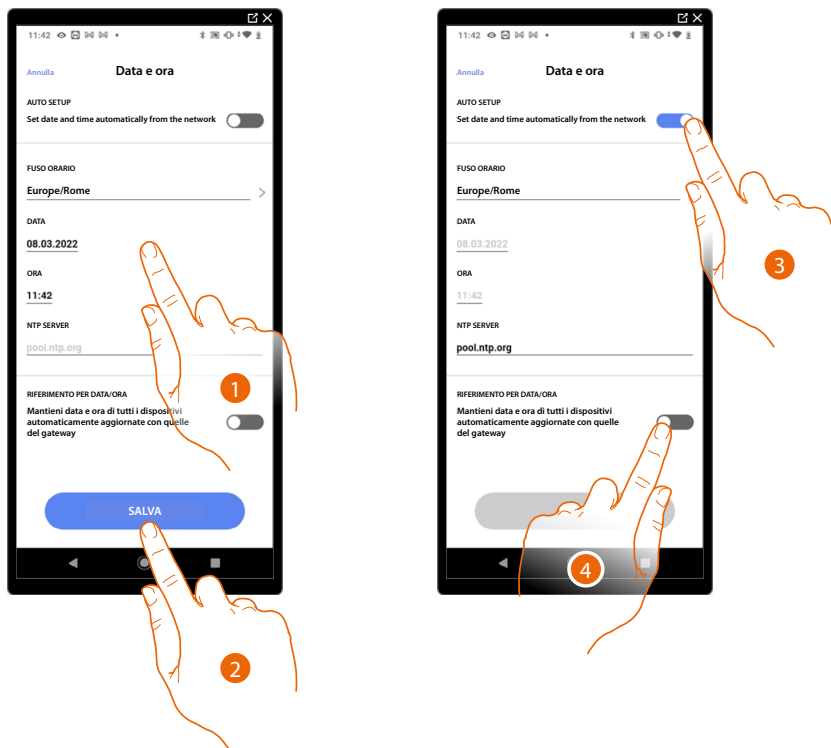 11:42
Annulla
Data e ora
AUTO SETUP
Set date and time automatically from the network
FUSO ORARIO
Europe/Rome
DATA
08.03.2022
ORA
11:42
NTP SERVER
pool.ntp.org
RIFERIMENTO PER DATA/ORA
Mantieni data e ora di tutti i dispositivi
automaticamente aggiornate con quelle
del gateway
SALVA
1
2
11:42
Annulla
Data e ora
AUTO SETUP
Set date and time automatically from the network
FUSO ORARIO
Europe/Rome
DATA
08.03.2022
ORA
11:42
NTP SERVER
pool.ntp.org
RIFERIMENTO PER DATA/ORA
Mantieni data e ora di tutti i dispositivi
automaticamente aggiornate con quelle
del gateway
3
4